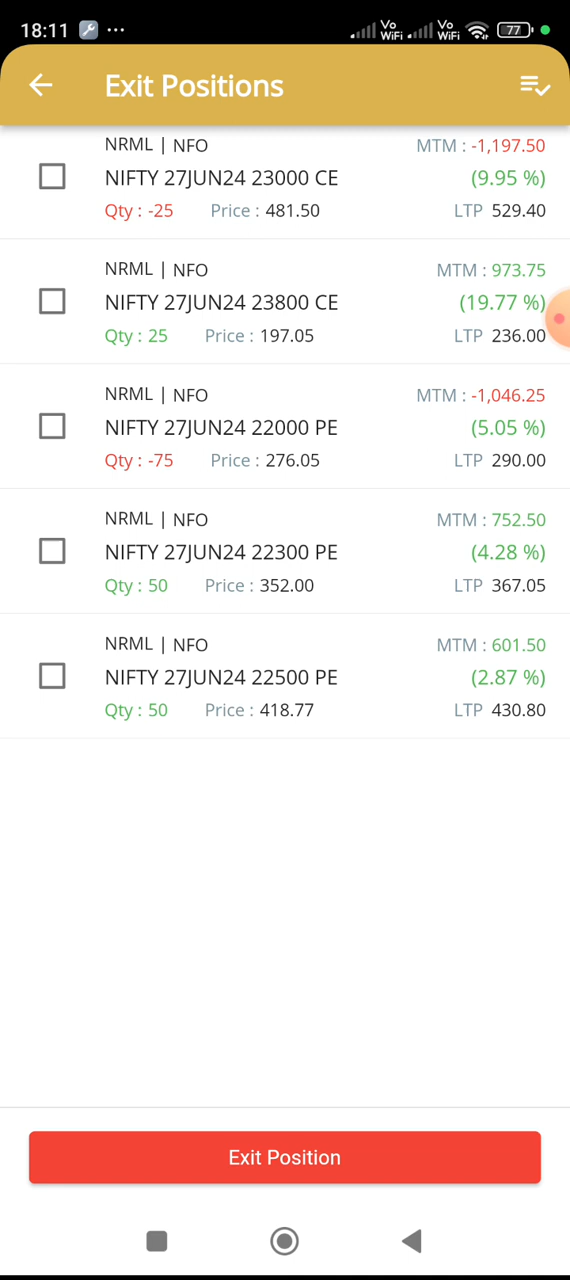 18:11 ... Vo WiFi Vo WiFi 77
Exit Positions
NRML | NFO MTM : -1,197.50
NIFTY 27JUN24 23000 CE (9.95 %)
Qty : -25 Price : 481.50 LTP 529.40
NRML | NFO MTM : 973.75
NIFTY 27JUN24 23800 CE (19.77 %)
Qty : 25 Price : 197.05 LTP 236.00
NRML | NFO MTM : -1,046.25
NIFTY 27JUN24 22000 PE (5.05 %)
Qty : -75 Price : 276.05 LTP 290.00
NRML | NFO MTM : 752.50
NIFTY 27JUN24 22300 PE (4.28 %)
Qty : 50 Price : 352.00 LTP 367.05
NRML | NFO MTM : 601.50
NIFTY 27JUN24 22500 PE (2.87 %)
Qty : 50 Price : 418.77 LTP 430.80
Exit Position